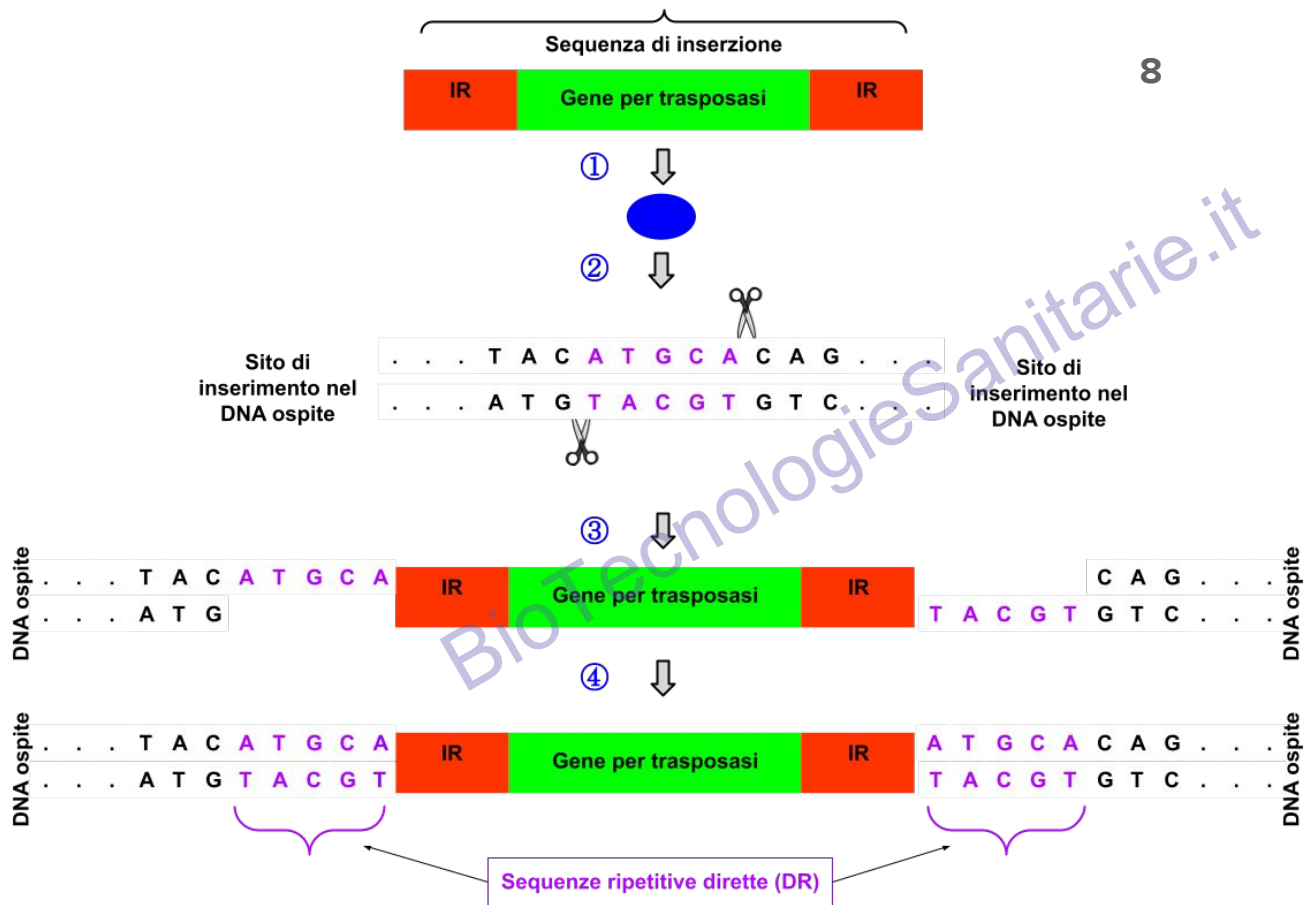 Sequenza di inserzione
8
IR Gene per trasposasi IR
①
②
Sito di
inserimento nel
DNA ospite
. . . T A C A T G C A C A G . . .
. . . A T G T A C G T G T C . . .
Sito di
inserimento nel
DNA ospite
③
DNA ospite
. . . T A C A T G C A
. . . A T G
IR Gene per trasposasi IR
C A G . . .
T A C G T G T C . . .
DNA ospite
④
DNA ospite
. . . T A C A T G C A
. . . A T G T A C G T
IR Gene per trasposasi IR
A T G C A C A G . . .
T A C G T G T C . . .
DNA ospite
Sequenze ripetitive dirette (DR)
BioTecnologieSanitarie.it